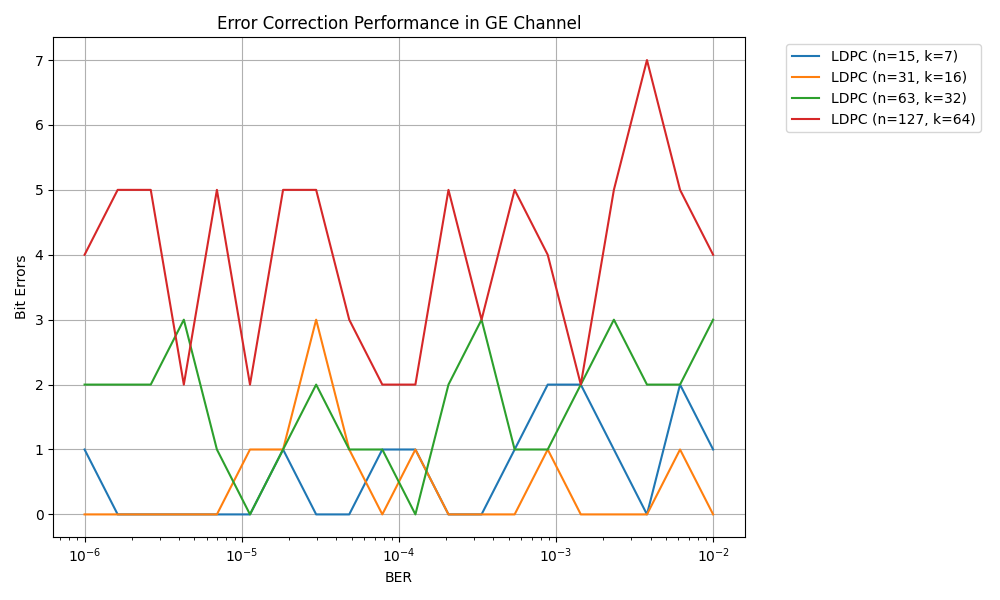 Error Correction Performance in GE Channel
LDPC (n=15, k=7)
LDPC (n=31, k=16)
LDPC (n=63, k=32)
LDPC (n=127, k=64)
Bit Errors
7
6
5
4
3
2
1
0
10⁻⁶ 10⁻⁵ 10⁻⁴ 10⁻³ 10⁻²
BER